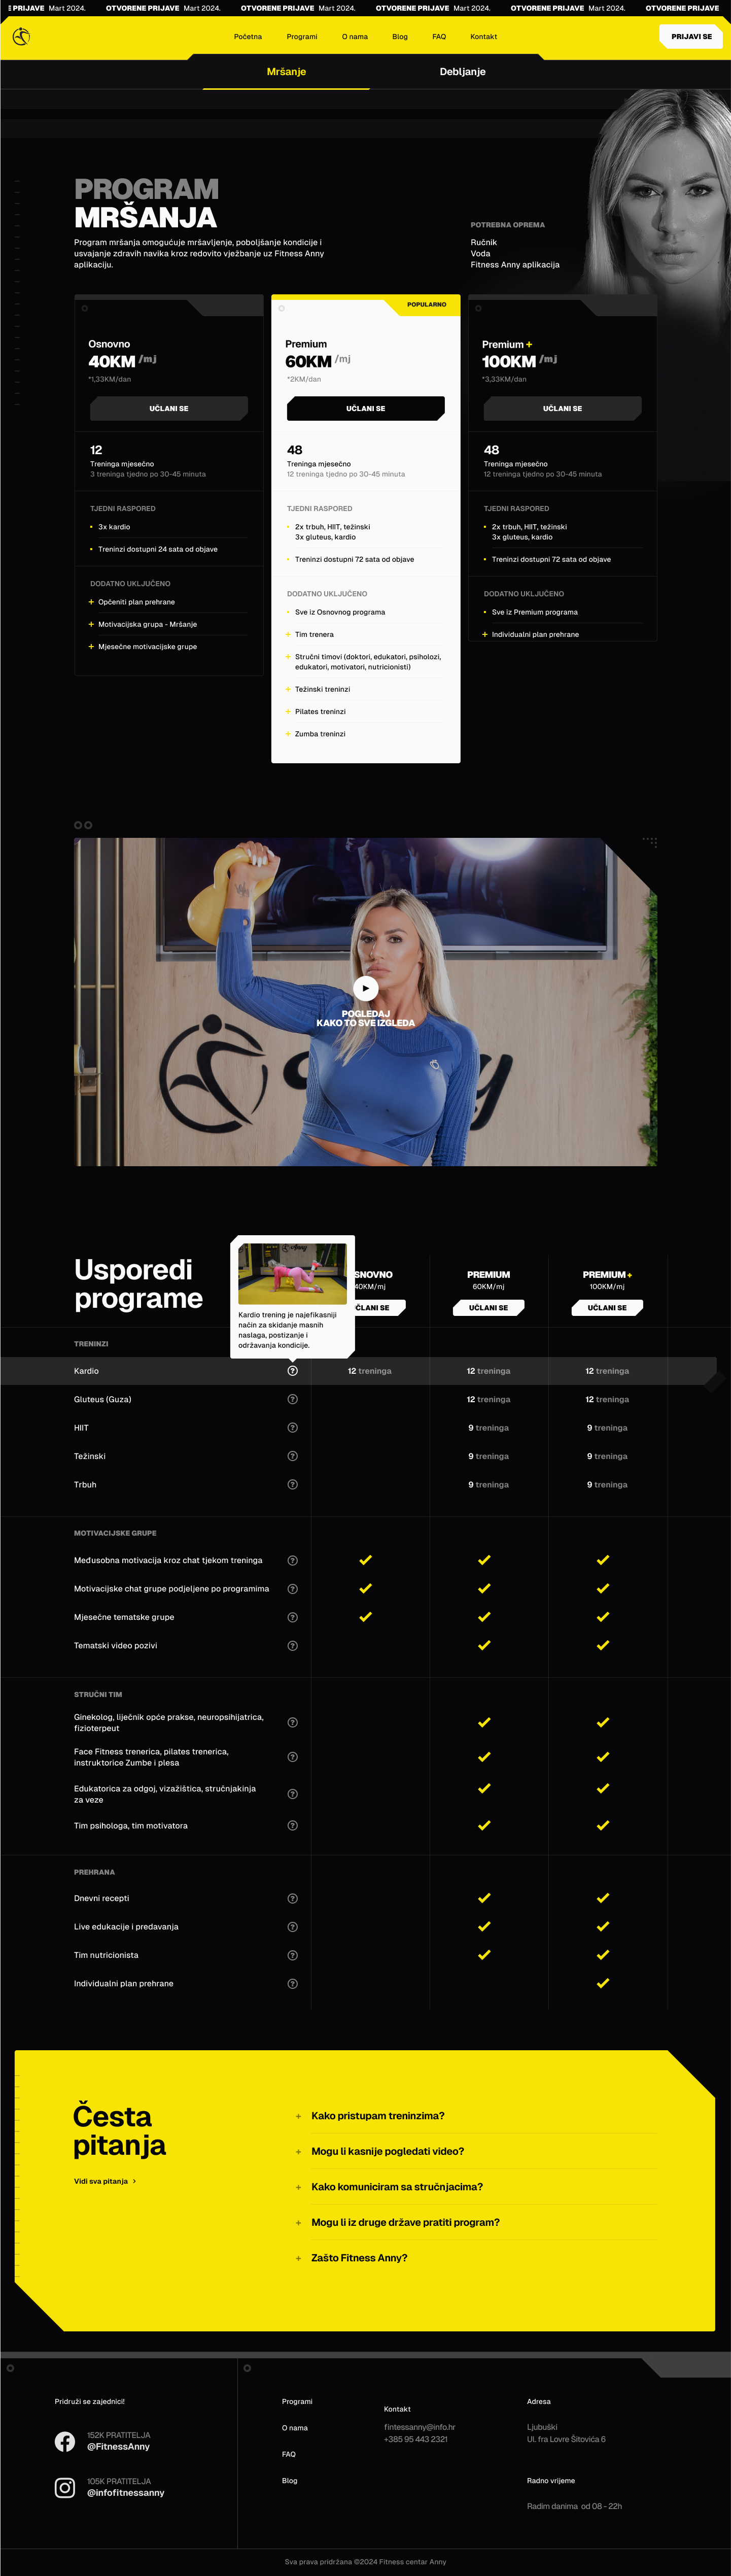 E PRIJAVE Mart 2024. OTVORENE PRIJAVE Mart 2024. OTVORENE PRIJAVE Mart 2024. OTVORENE PRIJAVE Mart 2024. OTVORENE PRIJAVE Mart 2024. OTVORENE PRIJAVE
Početna Programi O nama Blog FAQ Kontakt PRIJAVI SE
Mršanje Debljanje
PROGRAM
MRŠANJA
Program mršanja omogućuje mršavljenje, poboljšanje kondicije i
usvajanje zdravih navika kroz redovito vježbanje uz Fitness Anny
aplikaciju.
POTREBNA OPREMA
Ručnik
Voda
Fitness Anny aplikacija
Osnovno
40KM /mj
*1,33KM/dan
UČLANI SE
12
Treninga mjesečno
3 treninga tjedno po 30-45 minuta
TJEDNI RASPORED
3x kardio
Treninzi dostupni 24 sata od objave
DODATNO UKLJUČENO
+ Općeniti plan prehrane
+ Motivacijska grupa - Mršanje
+ Mjesečne motivacijske grupe
POPULARNO
Premium
60KM /mj
*2KM/dan
UČLANI SE
48
Treninga mjesečno
12 treninga tjedno po 30-45 minuta
TJEDNI RASPORED
2x trbuh, HIIT, težinski
3x gluteus, kardio
Treninzi dostupni 72 sata od objave
DODATNO UKLJUČENO
Sve iz Osnovnog programa
+ Tim trenera
+ Stručni timovi (doktori, edukatori, psiholozi,
edukatori, motivatori, nutricionisti)
+ Težinski treninzi
+ Pilates treninzi
+ Zumba treninzi
Premium +
100KM /mj
*3,33KM/dan
UČLANI SE
48
Treninga mjesečno
12 treninga tjedno po 30-45 minuta
TJEDNI RASPORED
2x trbuh, HIIT, težinski
3x gluteus, kardio
Treninzi dostupni 72 sata od objave
DODATNO UKLJUČENO
Sve iz Premium programa
+ Individualni plan prehrane
POGLEDAJ
KAKO TO SVE IZGLEDA
Usporedi
programe
Kardio trening je najefikasniji
način za skidanje masnih
naslaga, postizanje i
održavanja kondicije.
SNOVNO PREMIUM PREMIUM+
40KM/mj 60KM/mj 100KM/mj
ČLANI SE UČLANI SE UČLANI SE
TRENINZI
Kardio ? 12 treninga 12 treninga 12 treninga
Gluteus (Guza) ? 12 treninga 12 treninga
HIIT ? 9 treninga 9 treninga
Težinski ? 9 treninga 9 treninga
Trbuh ? 9 treninga 9 treninga
MOTIVACIJSKE GRUPE
Međusobna motivacija kroz chat tjekom treninga ?
Motivacijske chat grupe podjeljene po programima ?
Mjesečne tematske grupe ?
Tematski video pozivi ?
STRUČNI TIM
Ginekolog, liječnik opće prakse, neuropsihijatrica,
fizioterpeut ?
Face Fitness trenerica, pilates trenerica,
instruktorice Zumbe i plesa ?
Edukatorica za odgoj, vizažištica, stručnjakinja
za veze ?
Tim psihologa, tim motivatora ?
PREHRANA
Dnevni recepti ?
Live edukacije i predavanja ?
Tim nutricionista ?
Individualni plan prehrane ?
Česta
pitanja
Vidi sva pitanja >
+ Kako pristupam treninzima?
+ Mogu li kasnije pogledati video?
+ Kako komuniciram sa stručnjacima?
+ Mogu li iz druge države pratiti program?
+ Zašto Fitness Anny?
Pridruži se zajednici!
152K PRATITELJA
@FitnessAnny
105K PRATITELJA
@infofitnessanny
Programi
O nama
FAQ
Blog
Kontakt
fintessanny@info.hr
+385 95 443 2321
Adresa
Ljubuški
Ul. fra Lovre Šitovića 6
Radno vrijeme
Radim danima od 08 - 22h
Sva prava pridržana ©2024 Fitness centar Anny